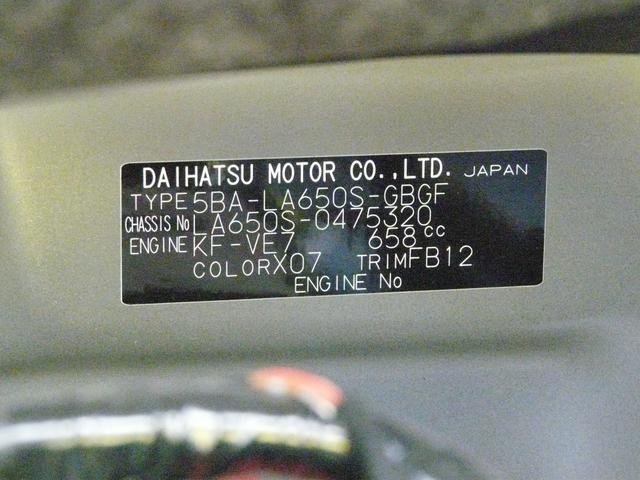 DAIHATSU MOTOR CO.,LTD. JAPAN
TYPE 5BA-LA650S-GBGF
CHASSIS No LA650S-0475320
ENGINE KF-VE7 658 cc
COLOR X07 TRIM FB12
ENGINE No